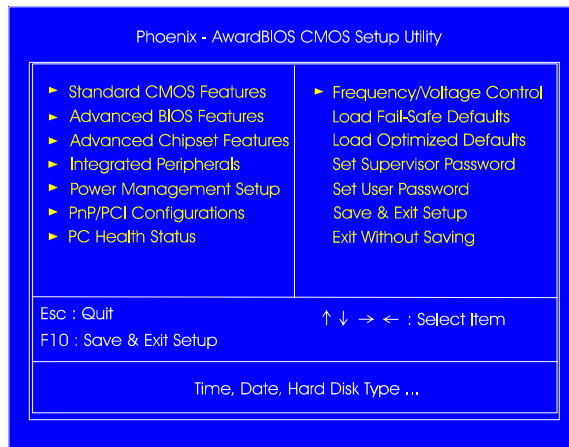 Phoenix - AwardBIOS CMOS Setup Utility
► Standard CMOS Features
► Advanced BIOS Features
► Advanced Chipset Features
► Integrated Peripherals
► Power Management Setup
► PnP/PCI Configurations
► PC Health Status
► Frequency/Voltage Control
Load Fail-Safe Defaults
Load Optimized Defaults
Set Supervisor Password
Set User Password
Save & Exit Setup
Exit Without Saving
Esc : Quit
F10 : Save & Exit Setup
↑ ↓ → ← : Select Item
Time, Date, Hard Disk Type ...